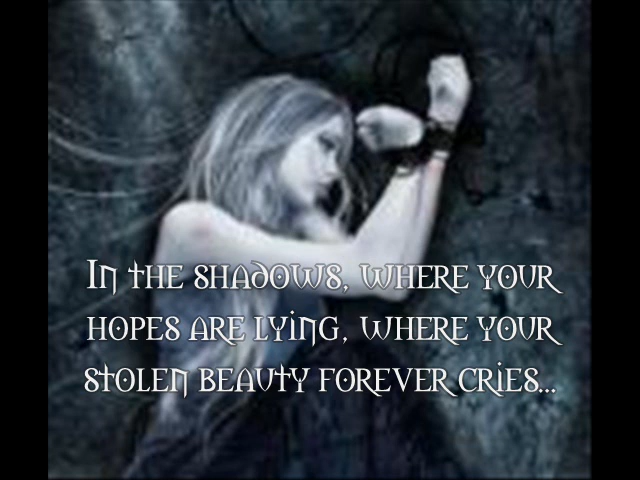 In the shadows, where your
hopes are lying, where your
stolen beauty forever cries...